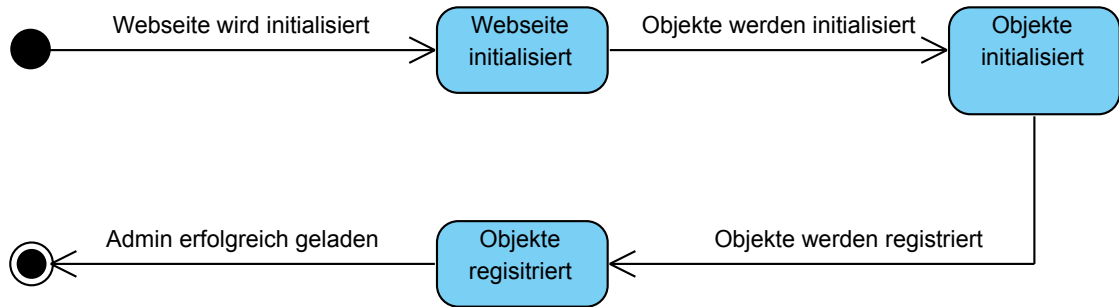 Webseite wird initialisiert
Webseite
initialisiert
Objekte werden initialisiert
Objekte
initialisiert
Admin erfolgreich geladen
Objekte
regisitriert
Objekte werden registriert